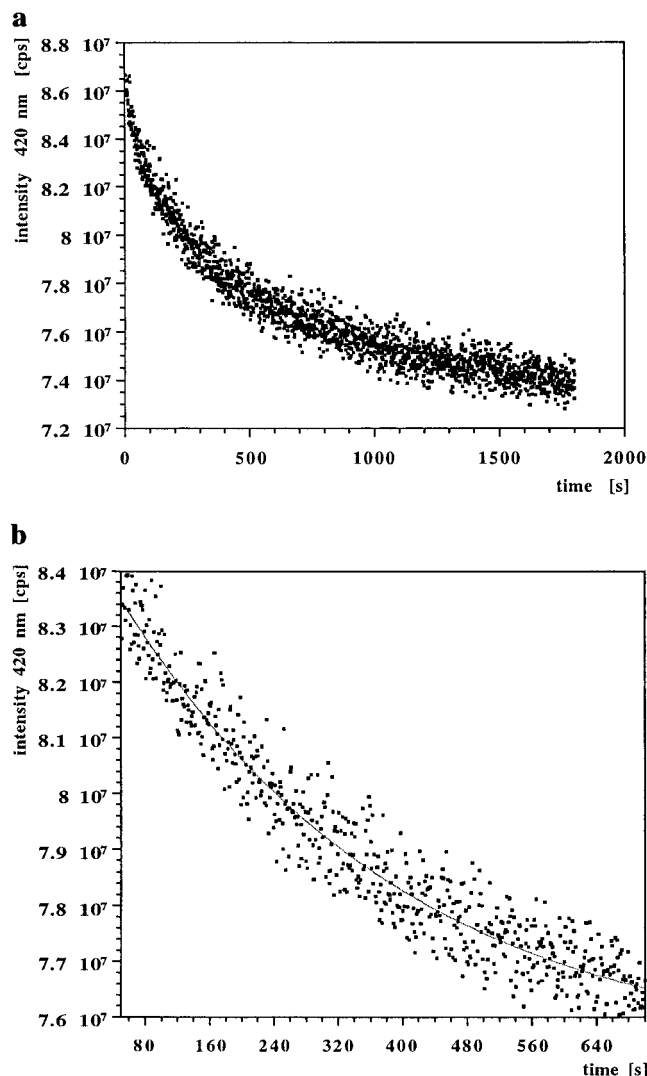 a
intensity 420 nm [cps]
8.8 10⁷
8.6 10⁷
8.4 10⁷
8.2 10⁷
8 10⁷
7.8 10⁷
7.6 10⁷
7.4 10⁷
7.2 10⁷
0 500 1000 1500 2000
time [s]
b
intensity 420 nm [cps]
8.4 10⁷
8.3 10⁷
8.2 10⁷
8.1 10⁷
8 10⁷
7.9 10⁷
7.8 10⁷
7.7 10⁷
7.6 10⁷
80 160 240 320 400 480 560 640
time [s]